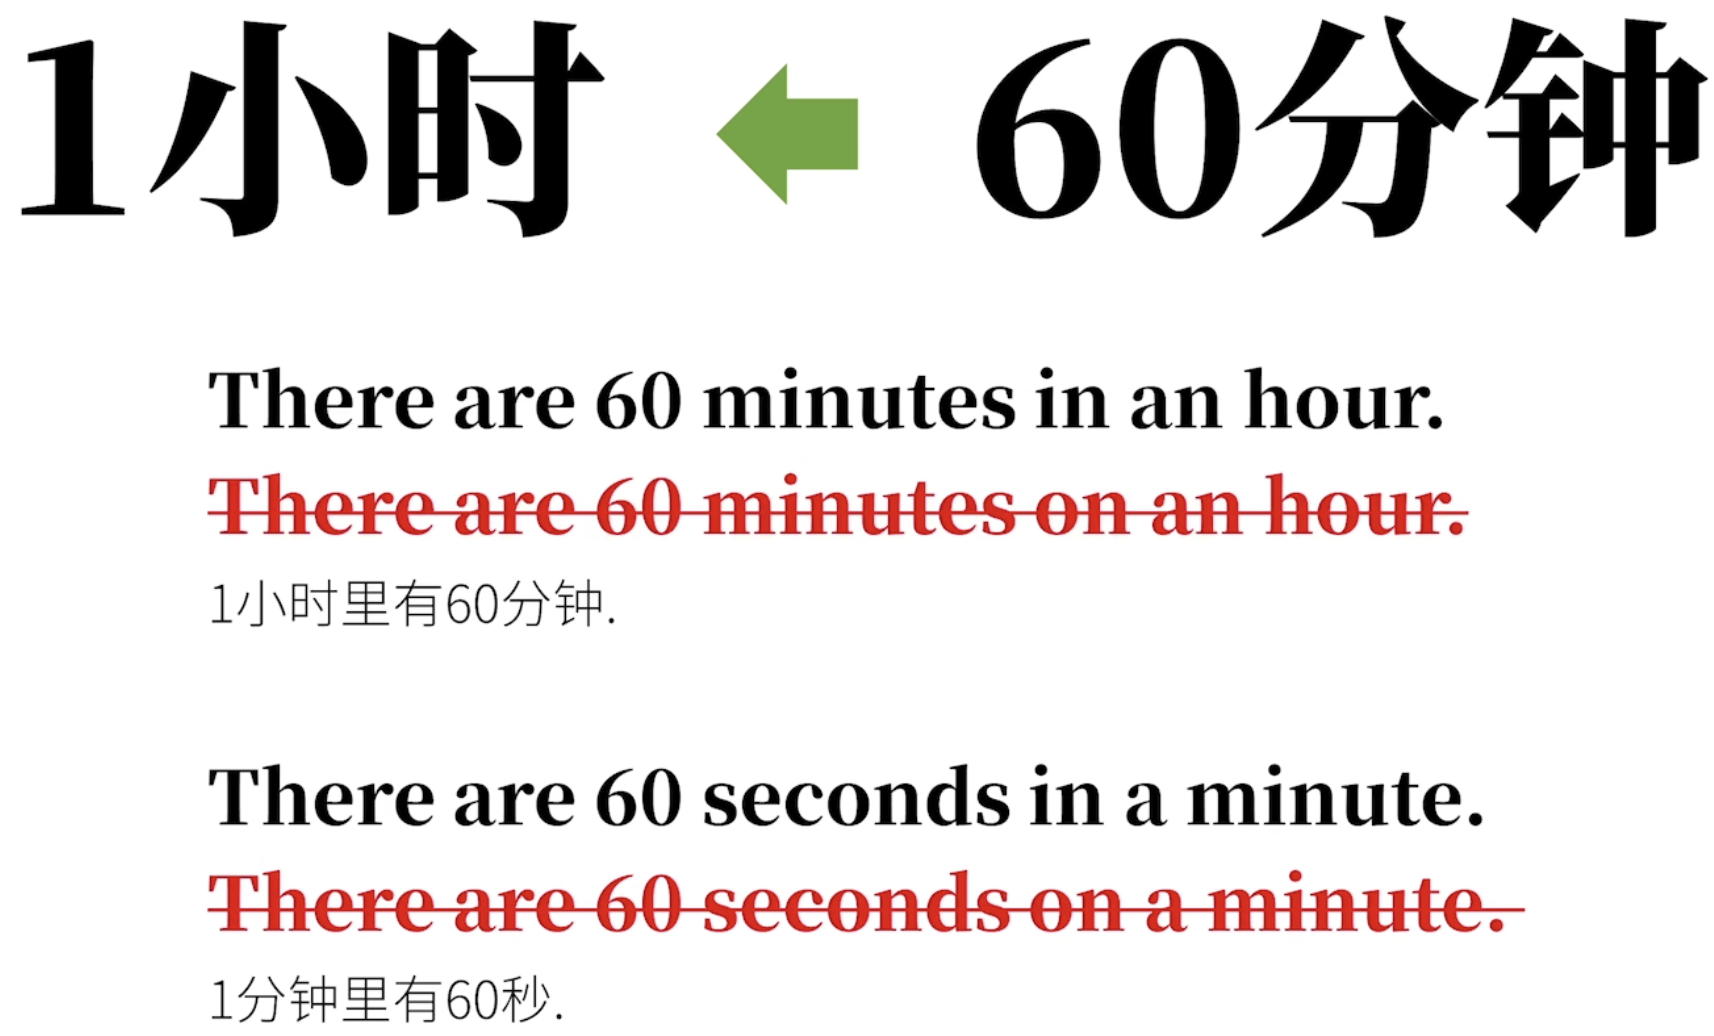 1小时 60分钟
There are 60 minutes in an hour.
There are 60 minutes on an hour.
1小时里有60分钟.
There are 60 seconds in a minute.
There are 60 seconds on a minute.
1分钟里有60秒.